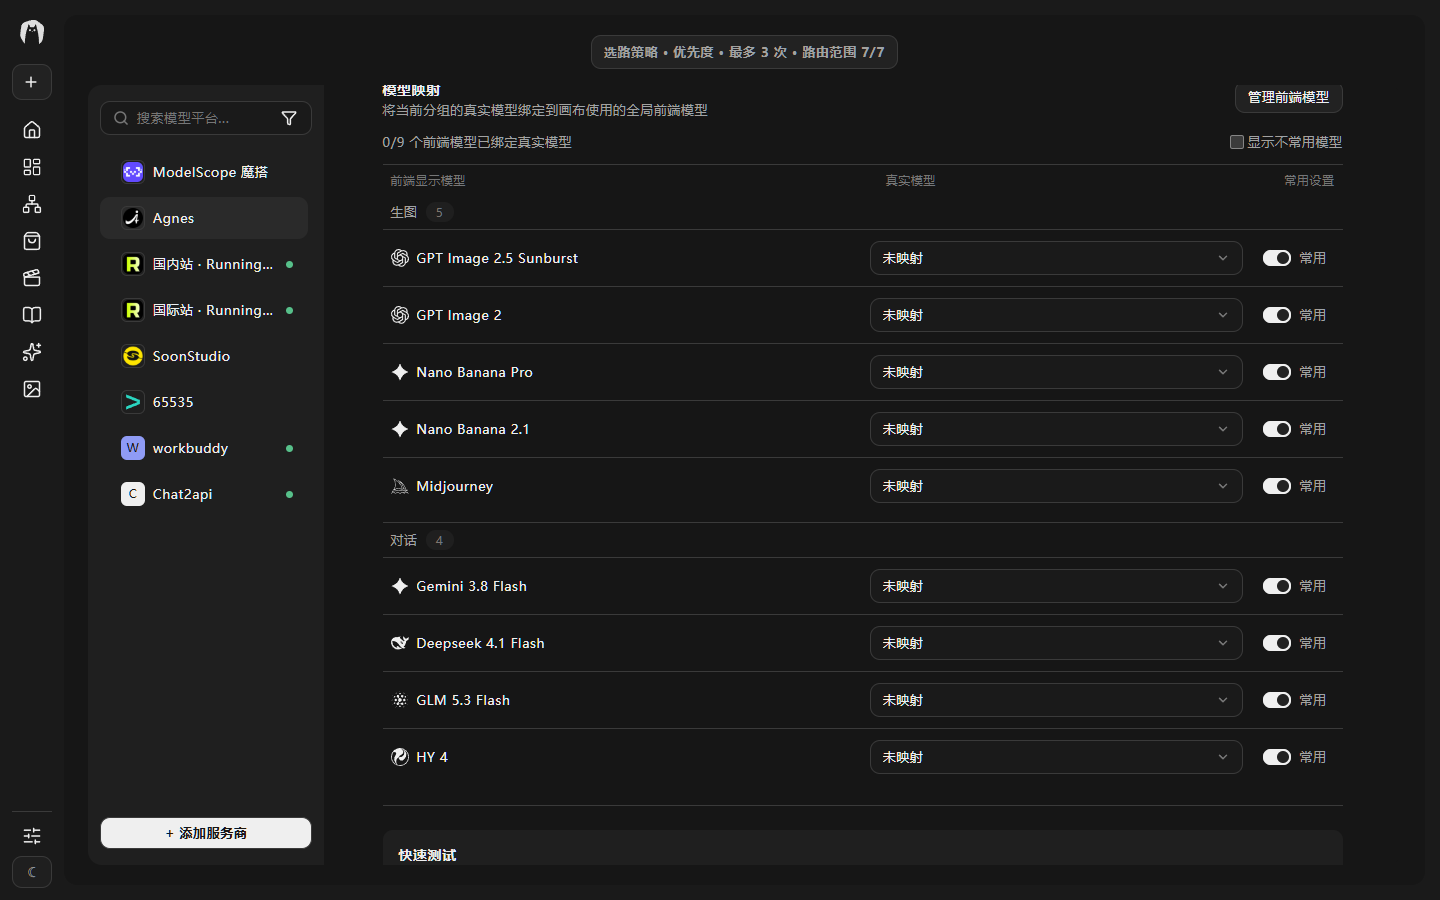 选路策略 • 优先度 • 最多 3 次 • 路由范围 7/7
搜索模型平台...
ModelScope 魔搭
Agnes
国内站 · Running...
国际站 · Running...
SoonStudio
65535
W workbuddy
C Chat2api
+ 添加服务商
模型映射
将当前分组的真实模型绑定到画布使用的全局前端模型
管理前端模型
0/9 个前端模型已绑定真实模型
显示不常用模型
前端显示模型 真实模型 常用设置
生图 5
GPT Image 2.5 Sunburst 未映射 常用
GPT Image 2 未映射 常用
Nano Banana Pro 未映射 常用
Nano Banana 2.1 未映射 常用
Midjourney 未映射 常用
对话 4
Gemini 3.8 Flash 未映射 常用
Deepseek 4.1 Flash 未映射 常用
GLM 5.3 Flash 未映射 常用
HY 4 未映射 常用
快速测试